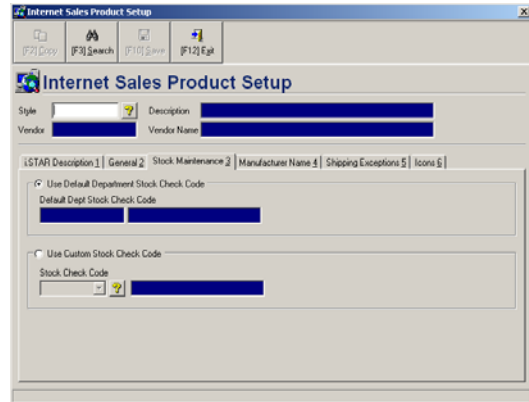 Internet Sales Product Setup
[F2] Copy [F3] Search [F10] Save [F12] Exit
Internet Sales Product Setup
Style Description
Vendor Vendor Name
iSTAR Description 1 General 2 Stock Maintenance 3 Manufacturer Name 4 Shipping Exceptions 5 Icons 6
Use Default Department Stock Check Code
Default Dept Stock Check Code
Use Custom Stock Check Code
Stock Check Code